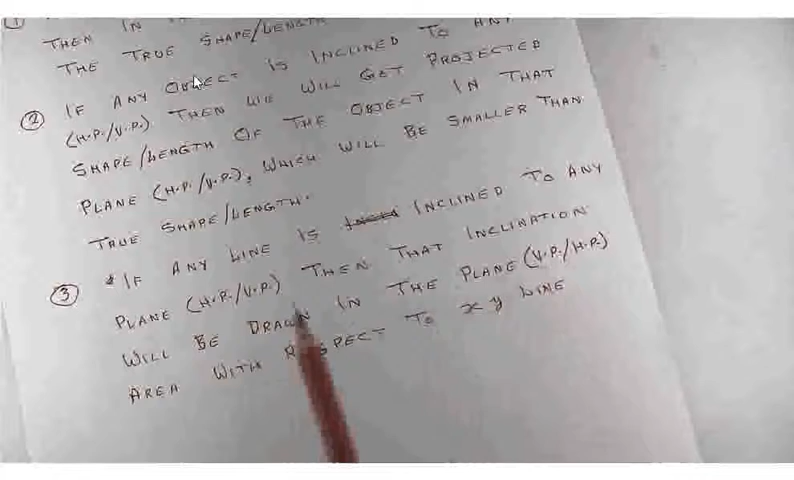 ①
THEN IN
THE TRUE SHAPE/LENGTH
② IF ANY OBJECT IS INCLINED TO ANY
(H.P./V.P.) THEN WE WILL GET PROJECTED
SHAPE/LENGTH OF THE OBJECT IN THAT
PLANE (H.P./V.P.), WHICH WILL BE SMALLER THAN
TRUE SHAPE/LENGTH.
③ IF ANY LINE IS INCLINED TO ANY
PLANE (H.P./V.P.) THEN THAT INCLINATION
WILL BE DRAWN IN THE PLANE (V.P./H.P.)
AREA WITH RESPECT TO xy LINE